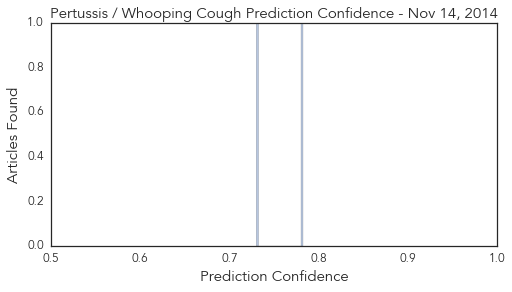 Pertussis / Whooping Cough Prediction Confidence - Nov 14, 2014
1.0
0.8
0.6
0.4
0.2
0.0
Articles Found
0.5 0.6 0.7 0.8 0.9 1.0
Prediction Confidence